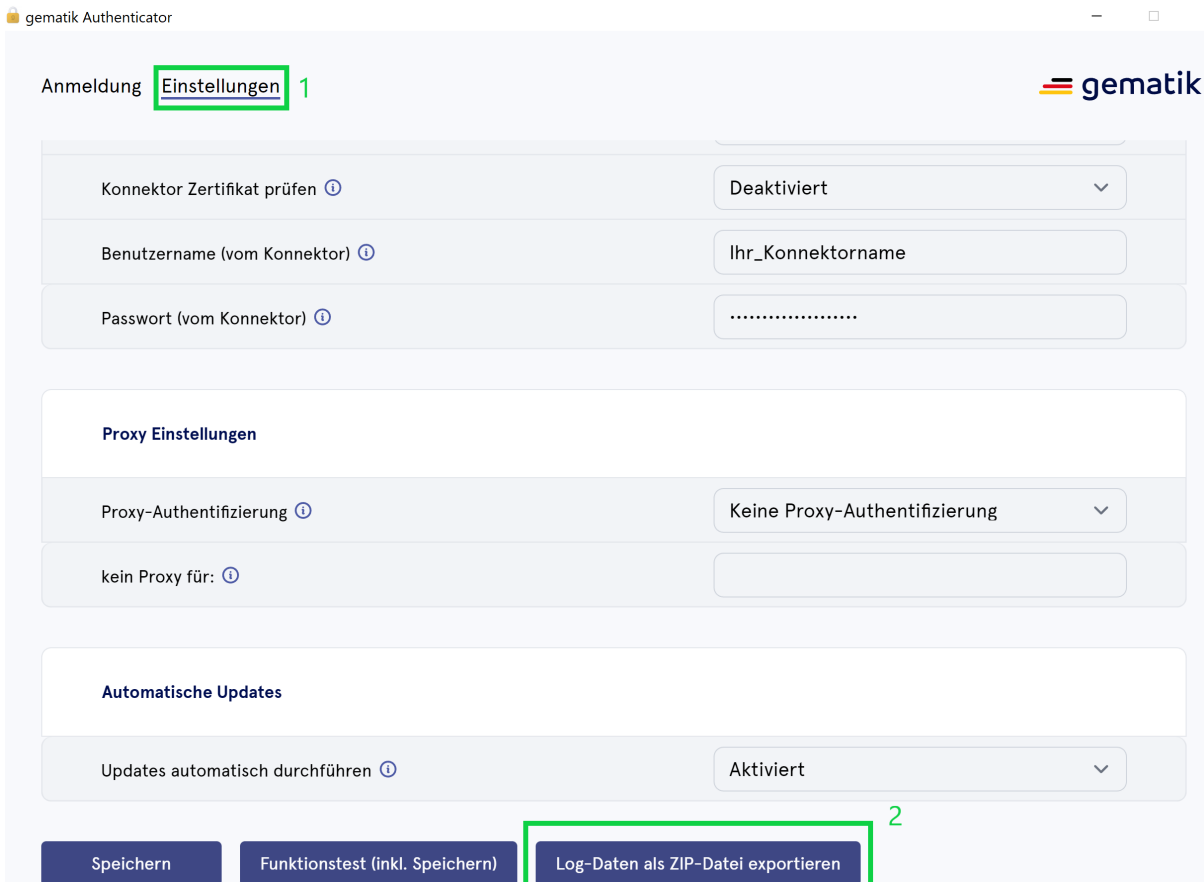 gematik Authenticator
Anmeldung Einstellungen 1
gematik
Konnektor Zertifikat prüfen Deaktiviert
Benutzername (vom Konnektor) Ihr_Konnektorname
Passwort (vom Konnektor) ••••••••••••••••••••
Proxy Einstellungen
Proxy-Authentifizierung Keine Proxy-Authentifizierung
kein Proxy für:
Automatische Updates
Updates automatisch durchführen Aktiviert
2
Speichern Funktionstest (inkl. Speichern) Log-Daten als ZIP-Datei exportieren